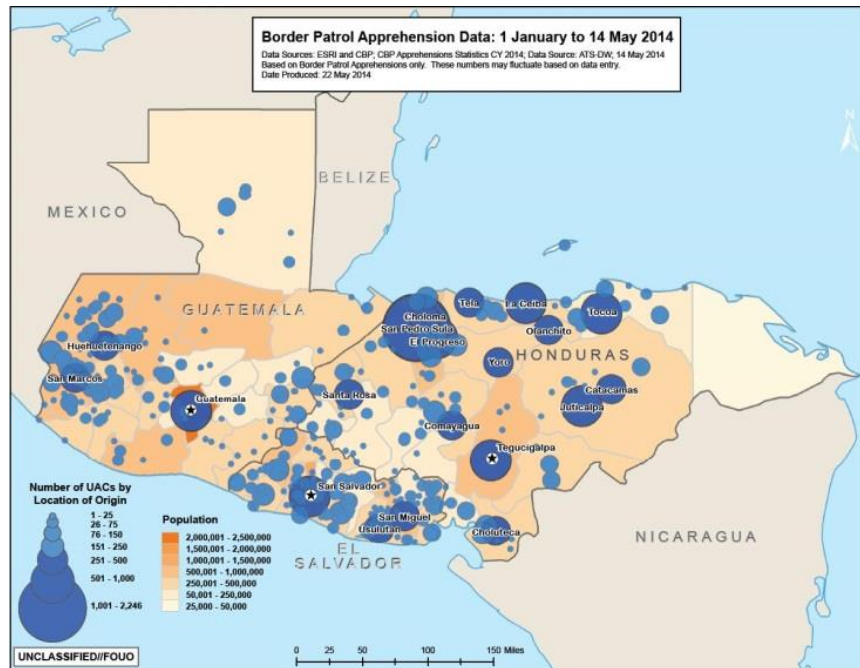 Border Patrol Apprehension Data: 1 January to 14 May 2014
Data Sources: ESRI and CBP; CBP Apprehensions Statistics CY 2014; Data Source: ATS-DW; 14 May 2014
Based on Border Patrol Apprehensions only. These numbers may fluctuate based on data entry.
Date Produced: 22 May 2014
N
BELIZE
MEXICO
GUATEMALA
Tela
La Ceiba
Tocoa
Choloma
San Pedro Sula
El Progreso
Olanchito
HONDURAS
Huehuetenango
Yoro
San Marcos
Catacamas
Santa Rosa
Guatemala
Juticalpa
Comayagua
Tegucigalpa
San Salvador
San Miguel
Usulutan
Choluteca
EL
SALVADOR
NICARAGUA
Number of UACs by
Location of Origin
1 - 25
26 - 75
76 - 150
151 - 250
251 - 500
501 - 1,000
1,001 - 2,246
Population
2,000,001 - 2,500,000
1,500,001 - 2,000,000
1,000,001 - 1,500,000
500,001 - 1,000,000
250,001 - 500,000
50,001 - 250,000
25,000 - 50,000
UNCLASSIFIED//FOUO
0 50 100 150 Miles